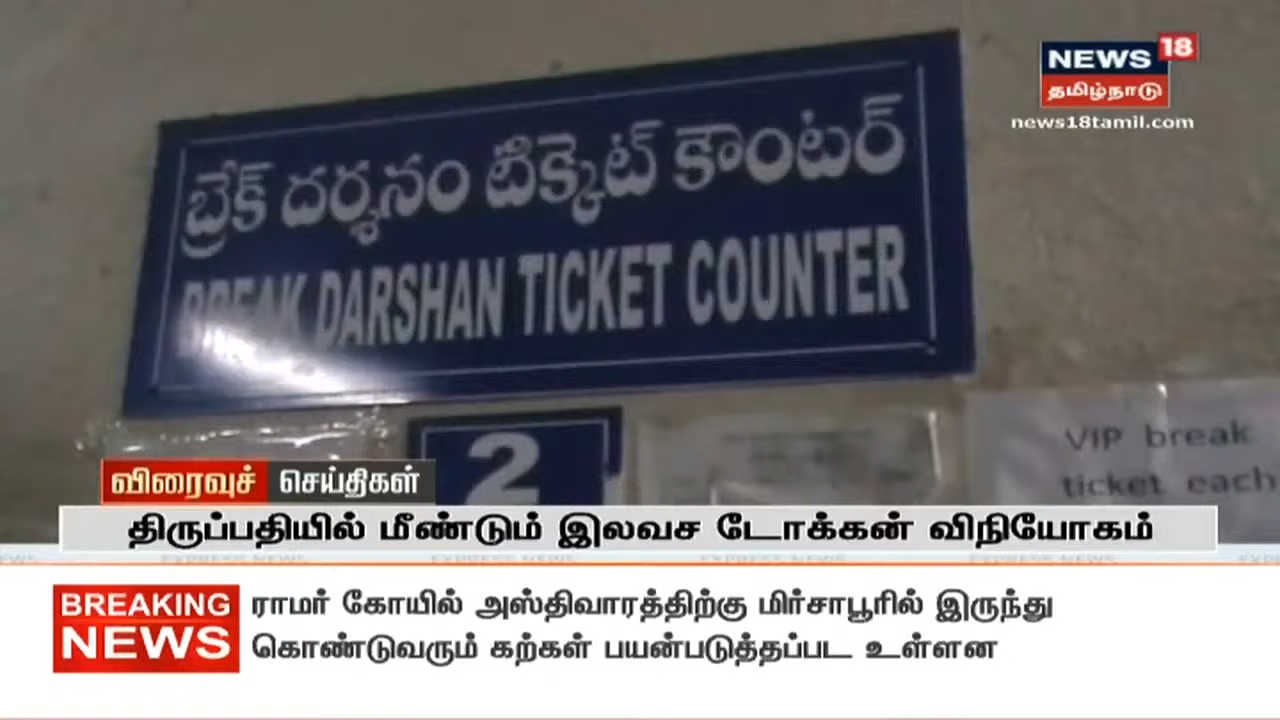 NEWS 18
தமிழ்நாடு
news18tamil.com
బ్రేక్ దర్శనం టిక్కెట్ కౌంటర్
BREAK DARSHAN TICKET COUNTER
2
VIP break
ticket each
விரைவுச் செய்திகள்
திருப்பதியில் மீண்டும் இலவச டோக்கன் விநியோகம்
BREAKING NEWS
ராமர் கோயில் அஸ்திவாரத்திற்கு மிர்சாபூரில் இருந்து
கொண்டுவரும் கற்கள் பயன்படுத்தப்பட உள்ளன